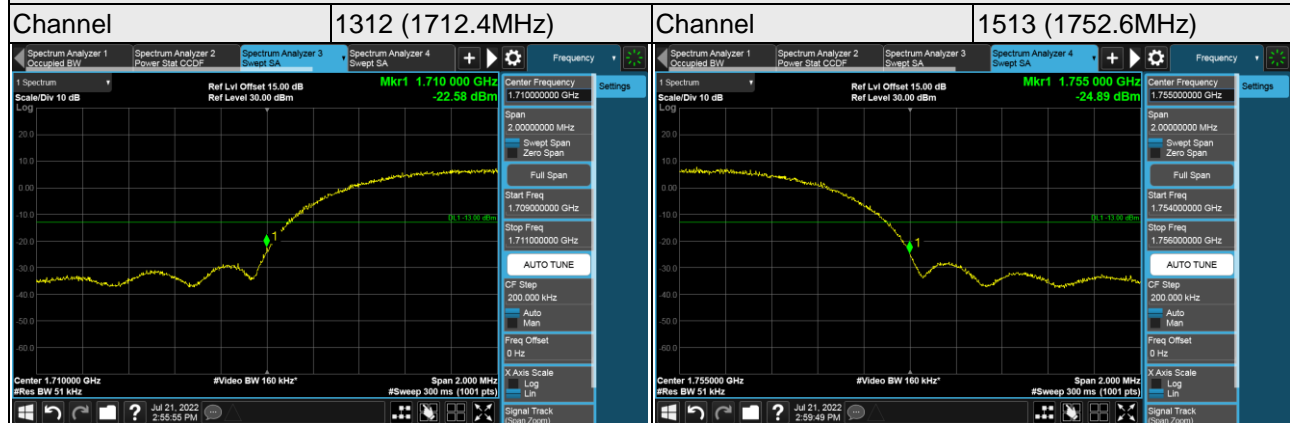 Channel 1312 (1712.4MHz) Channel 1513 (1752.6MHz)
Spectrum Analyzer 1
Occupied BW
Spectrum Analyzer 2
Power Stat CCDF
Spectrum Analyzer 3
Swept SA
Spectrum Analyzer 4
Swept SA
+
Frequency
1 Spectrum
Scale/Div 10 dB
Log
Ref Lvl Offset 15.00 dB
Ref Level 30.00 dBm
Mkr1 1.710 000 GHz
-22.58 dBm
20.0
10.0
0.00
-10.0
-20.0
-30.0
-40.0
-50.0
-60.0
DL1 -13.00 dBm
1
Center 1.710000 GHz
#Res BW 51 kHz
#Video BW 160 kHz*
Span 2.000 MHz
#Sweep 300 ms (1001 pts)
Center Frequency
1.710000000 GHz
Settings
Span
2.00000000 MHz
Swept Span
Zero Span
Full Span
Start Freq
1.709000000 GHz
Stop Freq
1.711000000 GHz
AUTO TUNE
CF Step
200.000 kHz
Auto
Man
Freq Offset
0 Hz
X Axis Scale
Log
Lin
Signal Track
(Span Zoom)
?
Jul 21, 2022
2:55:55 PM
Spectrum Analyzer 1
Occupied BW
Spectrum Analyzer 2
Power Stat CCDF
Spectrum Analyzer 3
Swept SA
Spectrum Analyzer 4
Swept SA
+
Frequency
1 Spectrum
Scale/Div 10 dB
Log
Ref Lvl Offset 15.00 dB
Ref Level 30.00 dBm
Mkr1 1.755 000 GHz
-24.89 dBm
20.0
10.0
0.00
-10.0
-20.0
-30.0
-40.0
-50.0
-60.0
DL1 -13.00 dBm
1
Center 1.755000 GHz
#Res BW 51 kHz
#Video BW 160 kHz*
Span 2.000 MHz
#Sweep 300 ms (1001 pts)
Center Frequency
1.755000000 GHz
Settings
Span
2.00000000 MHz
Swept Span
Zero Span
Full Span
Start Freq
1.754000000 GHz
Stop Freq
1.756000000 GHz
AUTO TUNE
CF Step
200.000 kHz
Auto
Man
Freq Offset
0 Hz
X Axis Scale
Log
Lin
Signal Track
(Span Zoom)
?
Jul 21, 2022
2:59:49 PM